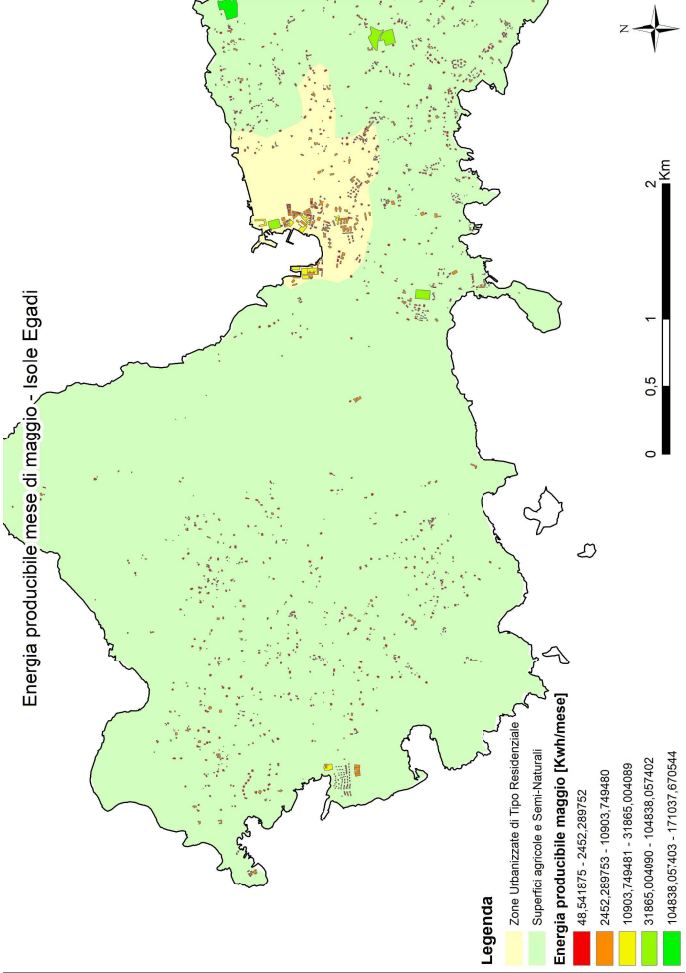 Energia producibile mese di maggio - Isole Egadi
N
Legenda
Zone Urbanizzate di Tipo Residenziale
Superfici agricole e Semi-Naturali
Energia producibile maggio [Kwh/mese]
48,541875 - 2452,289752
2452,289753 - 10903,749480
10903,749481 - 31865,004089
31865,004090 - 104838,057402
104838,057403 - 171037,670544
0 0,5 1 2 Km